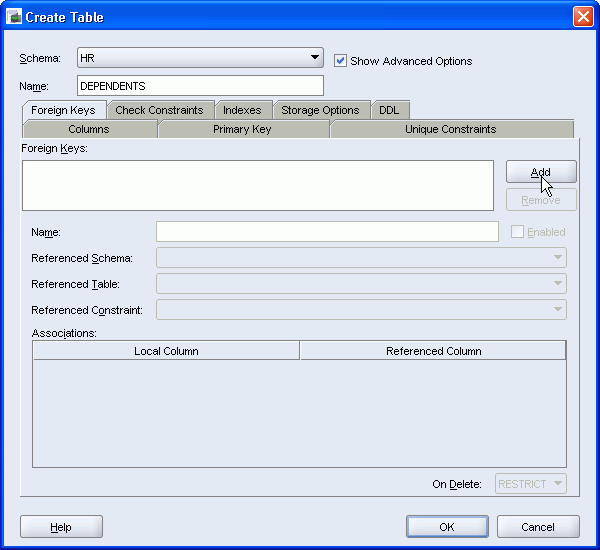 Create Table
Schema: HR Show Advanced Options
Name: DEPENDENTS
Foreign Keys Check Constraints Indexes Storage Options DDL
Columns Primary Key Unique Constraints
Foreign Keys:
Add
Remove
Name: Enabled
Referenced Schema:
Referenced Table:
Referenced Constraint:
Associations:
Local Column Referenced Column
On Delete: RESTRICT
Help OK Cancel